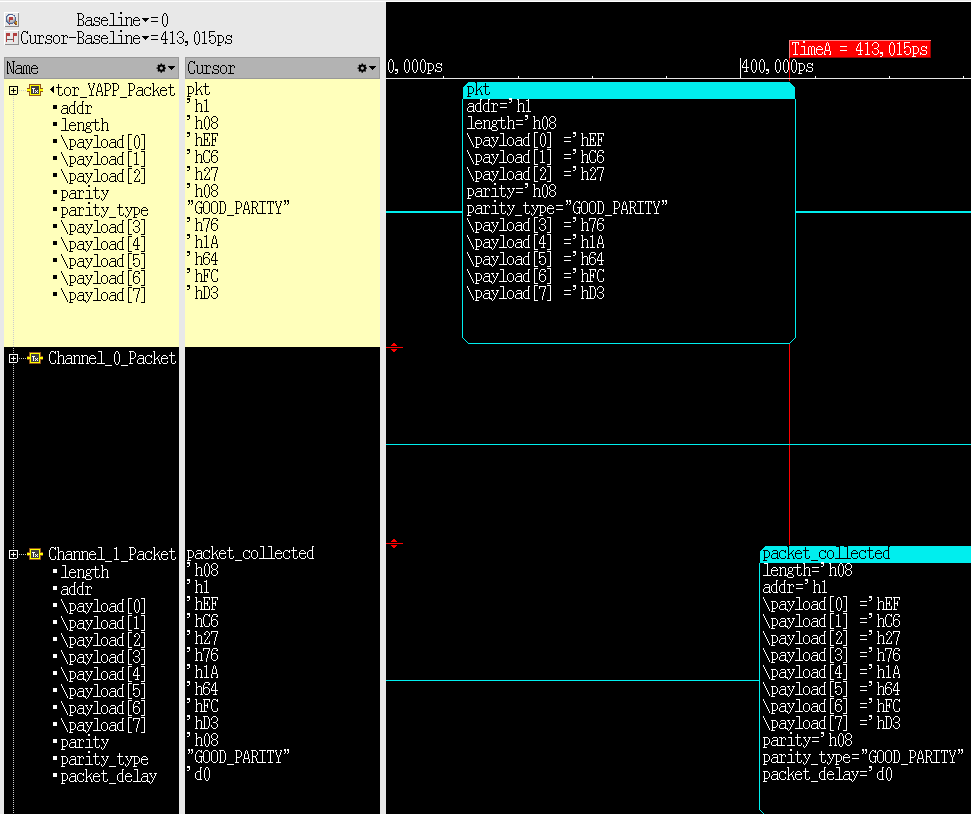 Baseline▾=0
Cursor-Baseline▾=413,015ps
TimeA = 413,015ps
Name
Cursor
0,000ps
400,000ps
tor_YAPP_Packet
pkt
addr
'h1
length
'h08
\payload[0]
'hEF
\payload[1]
'hC6
\payload[2]
'h27
parity
'h08
parity_type
"GOOD_PARITY"
\payload[3]
'h76
\payload[4]
'h1A
\payload[5]
'h64
\payload[6]
'hFC
\payload[7]
'hD3
pkt
addr='h1
length='h08
\payload[0] ='hEF
\payload[1] ='hC6
\payload[2] ='h27
parity='h08
parity_type="GOOD_PARITY"
\payload[3] ='h76
\payload[4] ='h1A
\payload[5] ='h64
\payload[6] ='hFC
\payload[7] ='hD3
Channel_0_Packet
Channel_1_Packet
packet_collected
length
'h08
addr
'h1
\payload[0]
'hEF
\payload[1]
'hC6
\payload[2]
'h27
\payload[3]
'h76
\payload[4]
'h1A
\payload[5]
'h64
\payload[6]
'hFC
\payload[7]
'hD3
parity
'h08
parity_type
"GOOD_PARITY"
packet_delay
'd0
packet_collected
length='h08
addr='h1
\payload[0] ='hEF
\payload[1] ='hC6
\payload[2] ='h27
\payload[3] ='h76
\payload[4] ='h1A
\payload[5] ='h64
\payload[6] ='hFC
\payload[7] ='hD3
parity='h08
parity_type="GOOD_PARITY"
packet_delay='d0